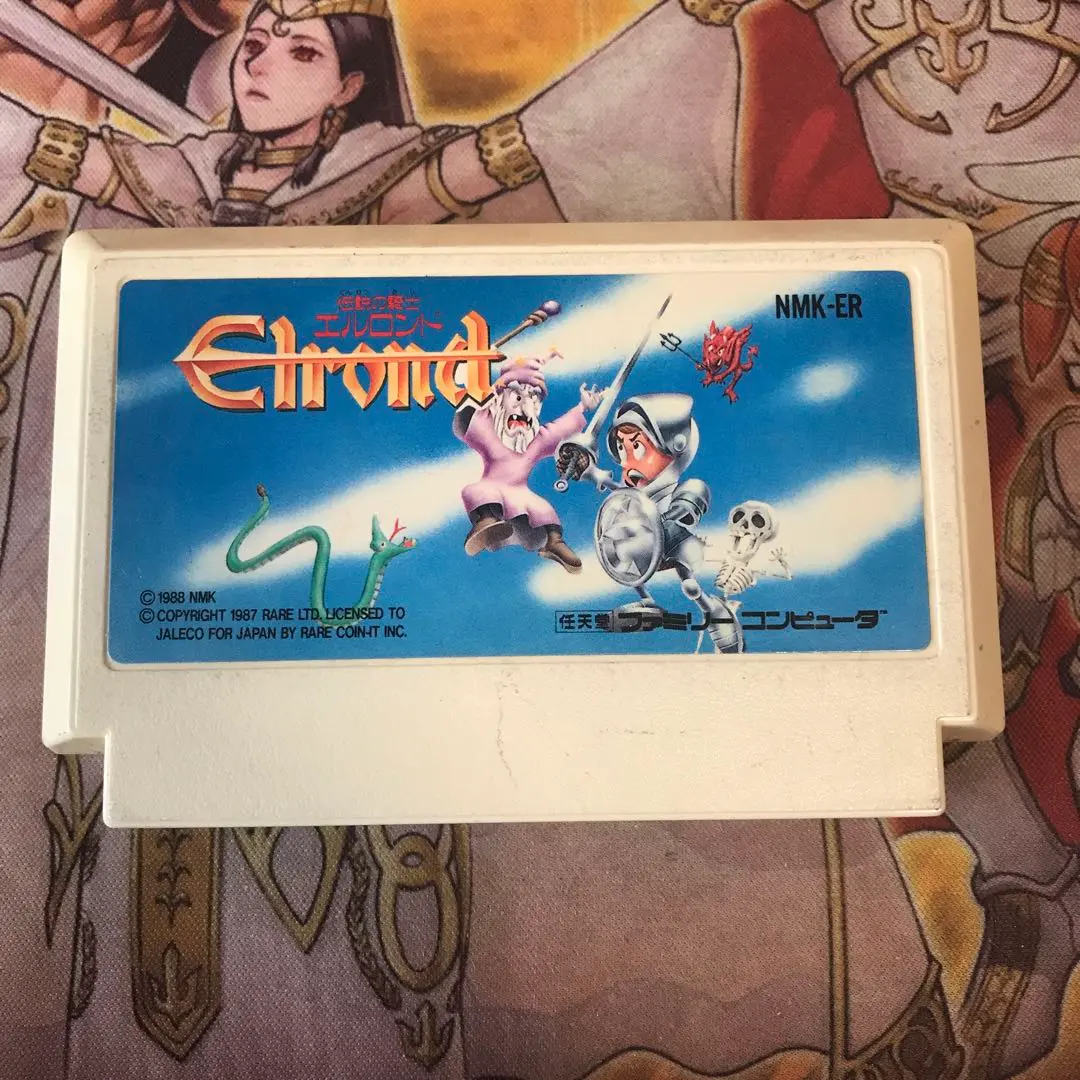 伝説の騎士
エルロンド
Elrond
NMK-ER
©1988 NMK
©COPYRIGHT 1987 RARE LTD. LICENSED TO
JALECO FOR JAPAN BY RARE COIN-IT INC.
任天堂 ファミリーコンピュータ™